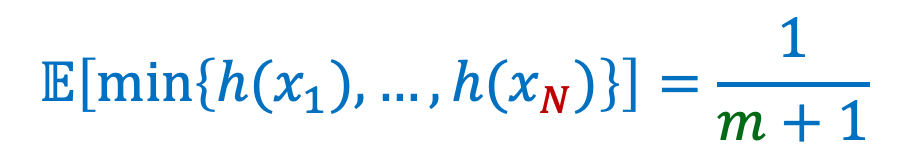 𝔼[min{h(x₁), … , h(x_N)}] = 1/(m + 1)